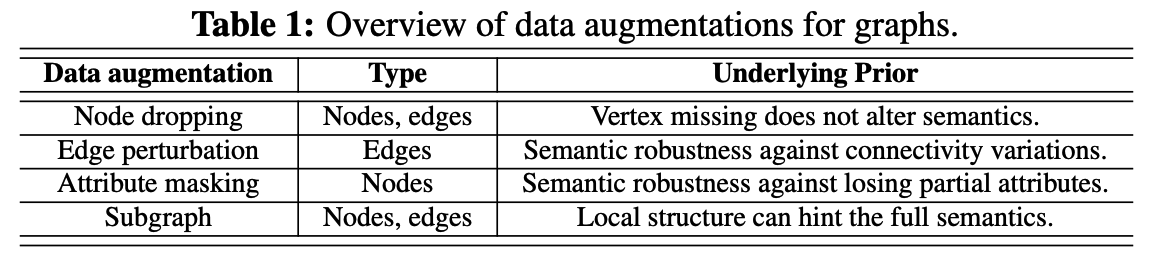 Table 1: Overview of data augmentations for graphs.
Data augmentation Type Underlying Prior
Node dropping Nodes, edges Vertex missing does not alter semantics.
Edge perturbation Edges Semantic robustness against connectivity variations.
Attribute masking Nodes Semantic robustness against losing partial attributes.
Subgraph Nodes, edges Local structure can hint the full semantics.